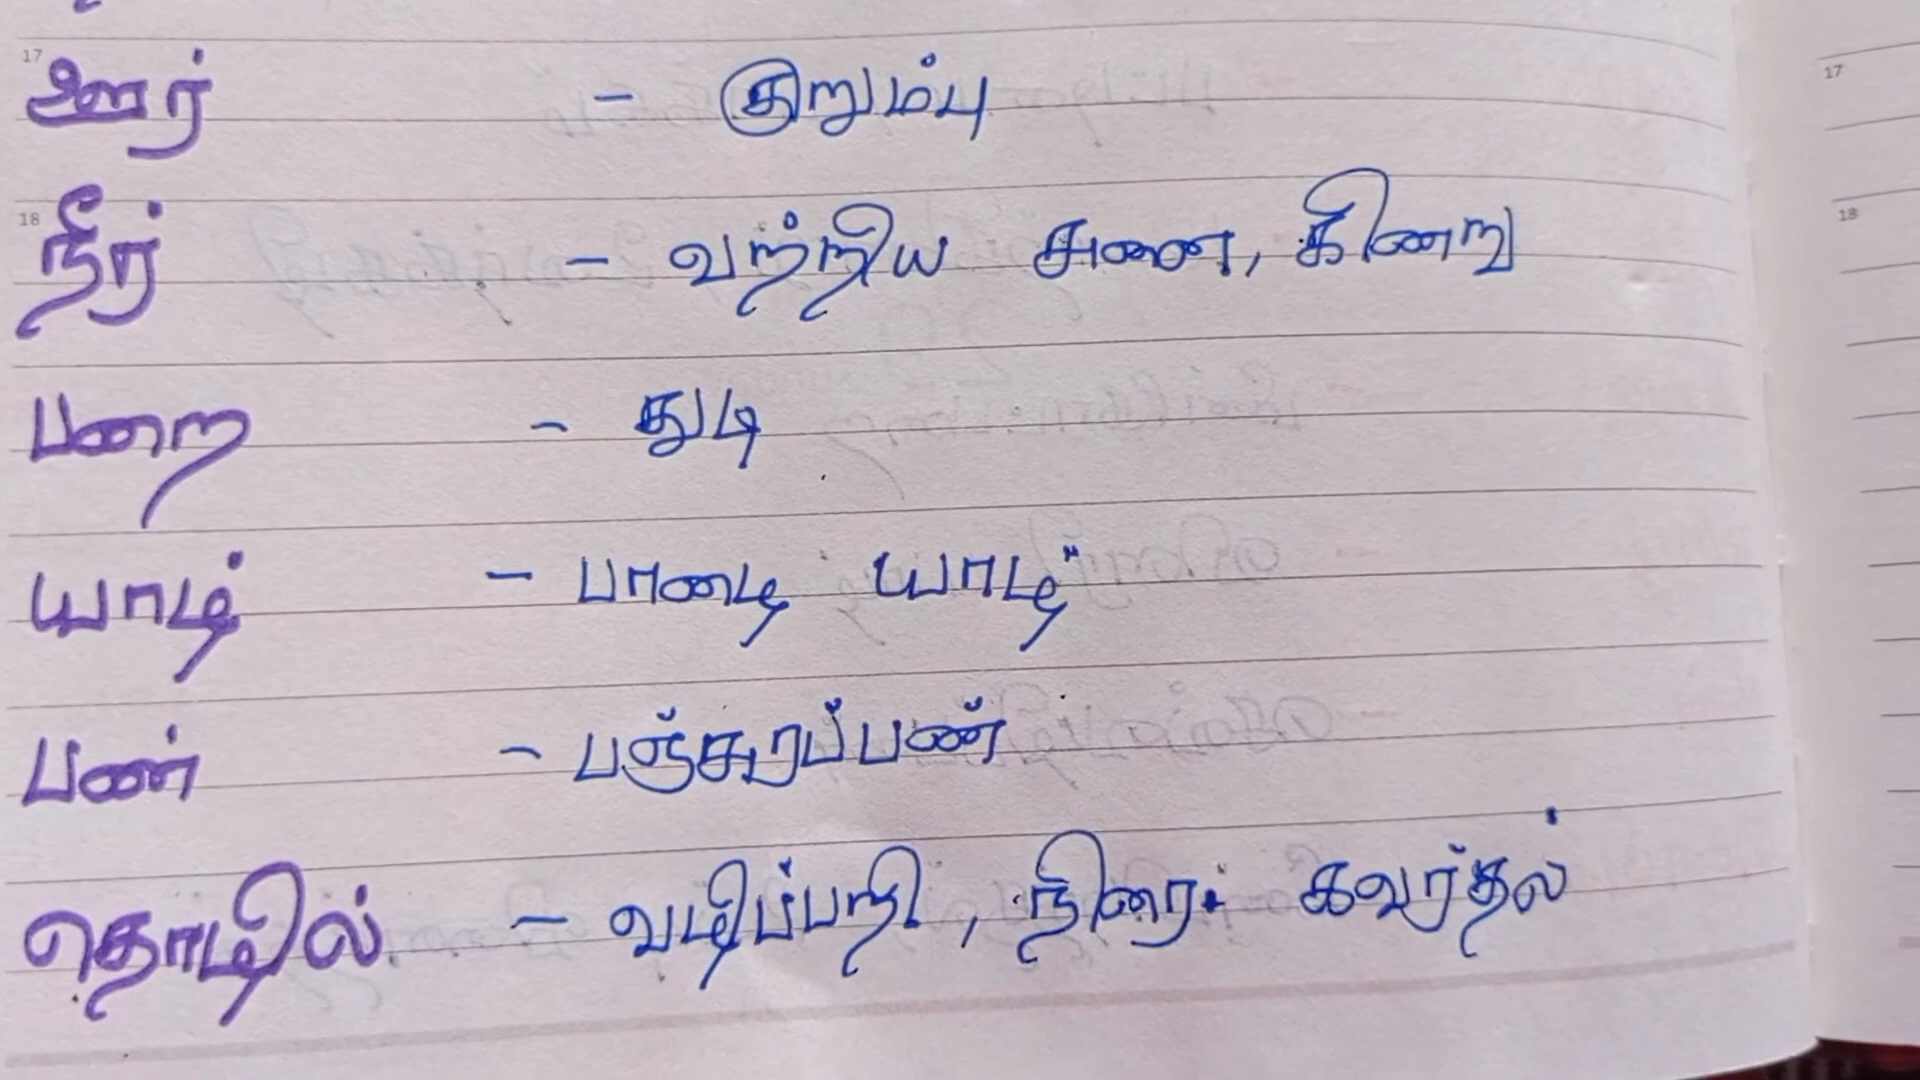 ஊர் - குறும்பு
நீர் - வற்றிய சுனை, கிணறு
பறை - துடி
யாழ் - பாலை யாழ்
பண் - பஞ்சுரப்பண்
தொழில் - வழிப்பறி, நிரை கவர்தல்